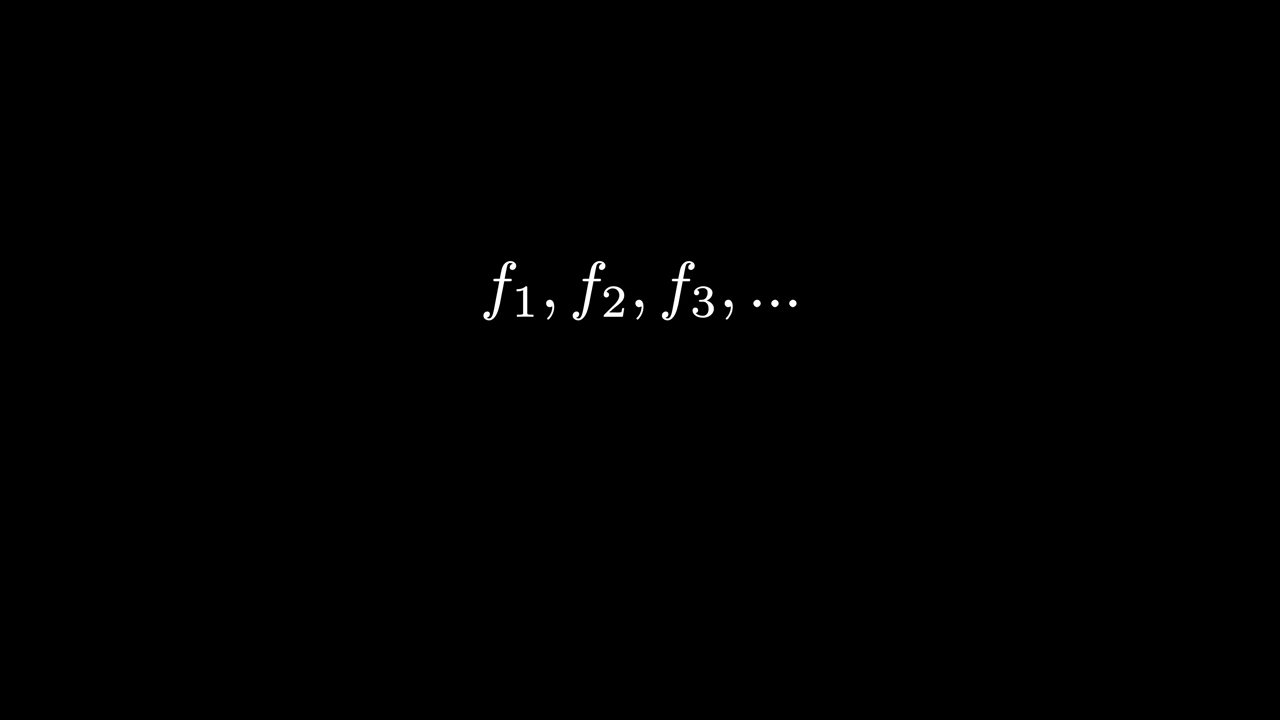 f₁, f₂, f₃, ...